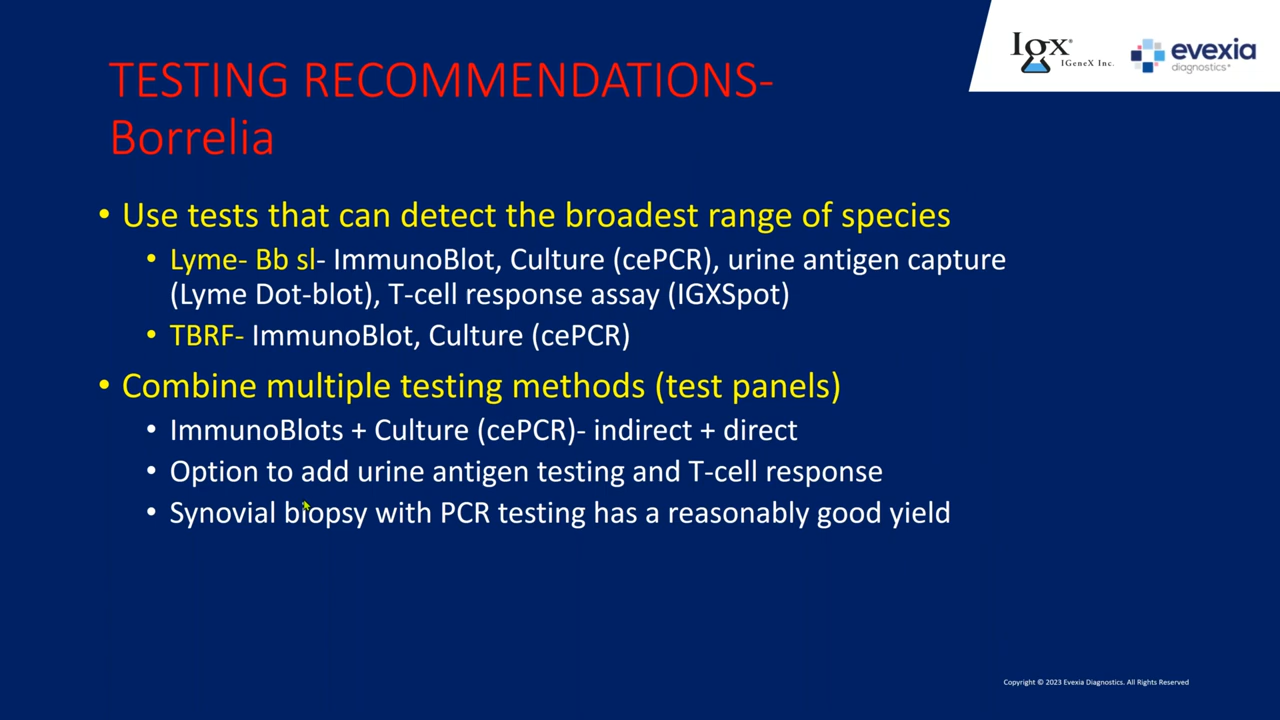 Igx®
IGeneX Inc.
evexia
diagnostics®
TESTING RECOMMENDATIONS-
Borrelia
• Use tests that can detect the broadest range of species
• Lyme- Bb sl- ImmunoBlot, Culture (cePCR), urine antigen capture
(Lyme Dot-blot), T-cell response assay (IGXSpot)
• TBRF- ImmunoBlot, Culture (cePCR)
• Combine multiple testing methods (test panels)
• ImmunoBlots + Culture (cePCR)- indirect + direct
• Option to add urine antigen testing and T-cell response
• Synovial biopsy with PCR testing has a reasonably good yield
Copyright © 2023 Evexia Diagnostics. All Rights Reserved